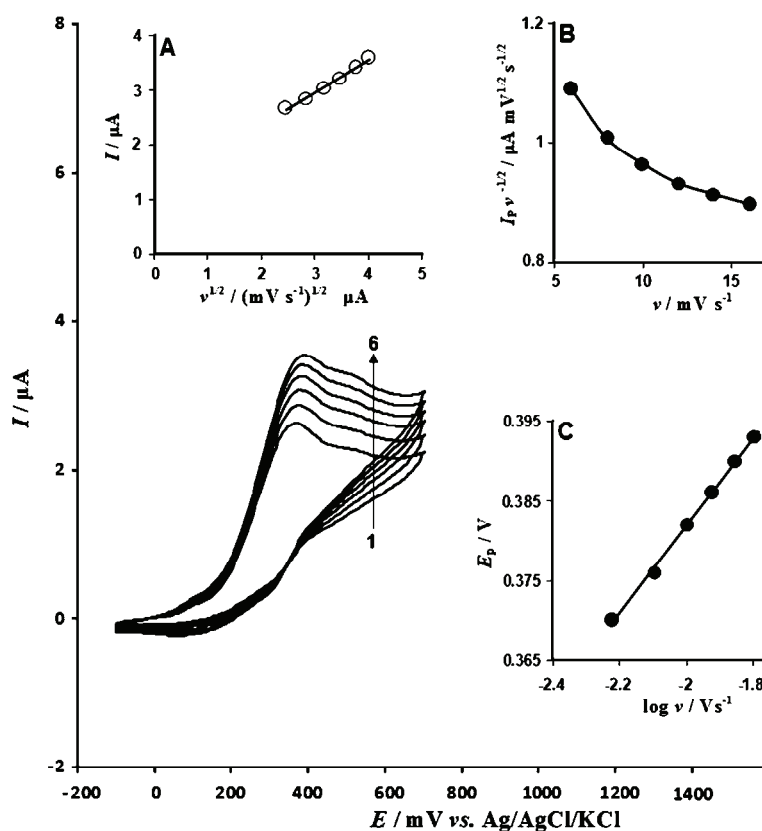 8
6
4
2
0
-2
I / µA
-200 0 200 400 600 800 1000 1200 1400
E / mV vs. Ag/AgCl/KCl
6
1
A
4
3
2
1
0
I / µA
0 1 2 3 4 5
v1/2 / (mV s-1)1/2 µA
B
1.2
1
0.8
Ip v -1/2 / µA mV1/2 s-1/2
5 10 15
v / mV s-1
C
0.395
0.385
0.375
0.365
Ep / V
-2.4 -2.2 -2 -1.8
log v / Vs-1